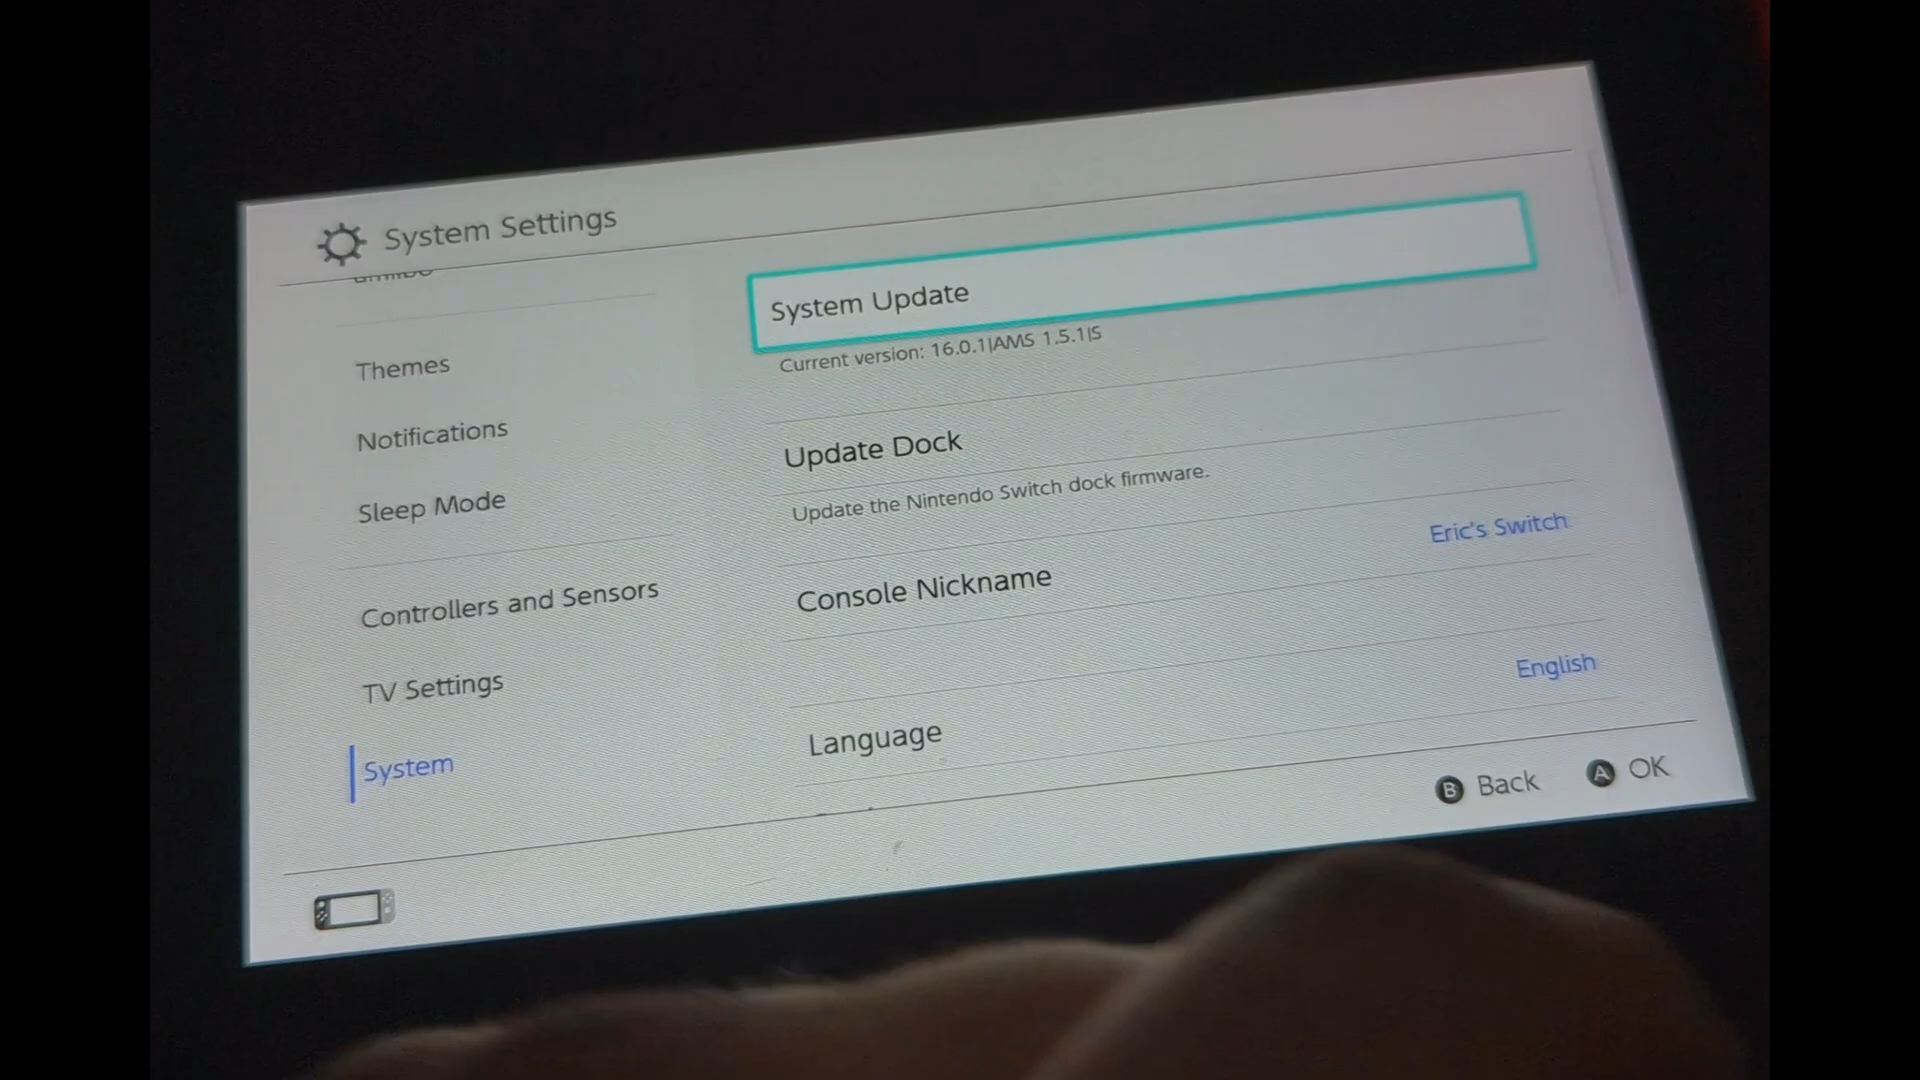 System Settings
amiibo
Themes
Notifications
Sleep Mode
Controllers and Sensors
TV Settings
System
System Update
Current version: 16.0.1|AMS 1.5.1|S
Update Dock
Update the Nintendo Switch dock firmware.
Console Nickname
Eric's Switch
Language
English
B Back
A OK